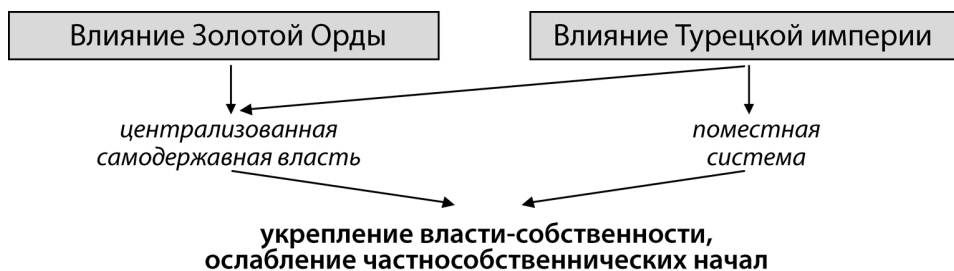 Влияние Золотой Орды
Влияние Турецкой империи
централизованная
самодержавная власть
поместная
система
укрепление власти-собственности,
ослабление частнособственнических начал